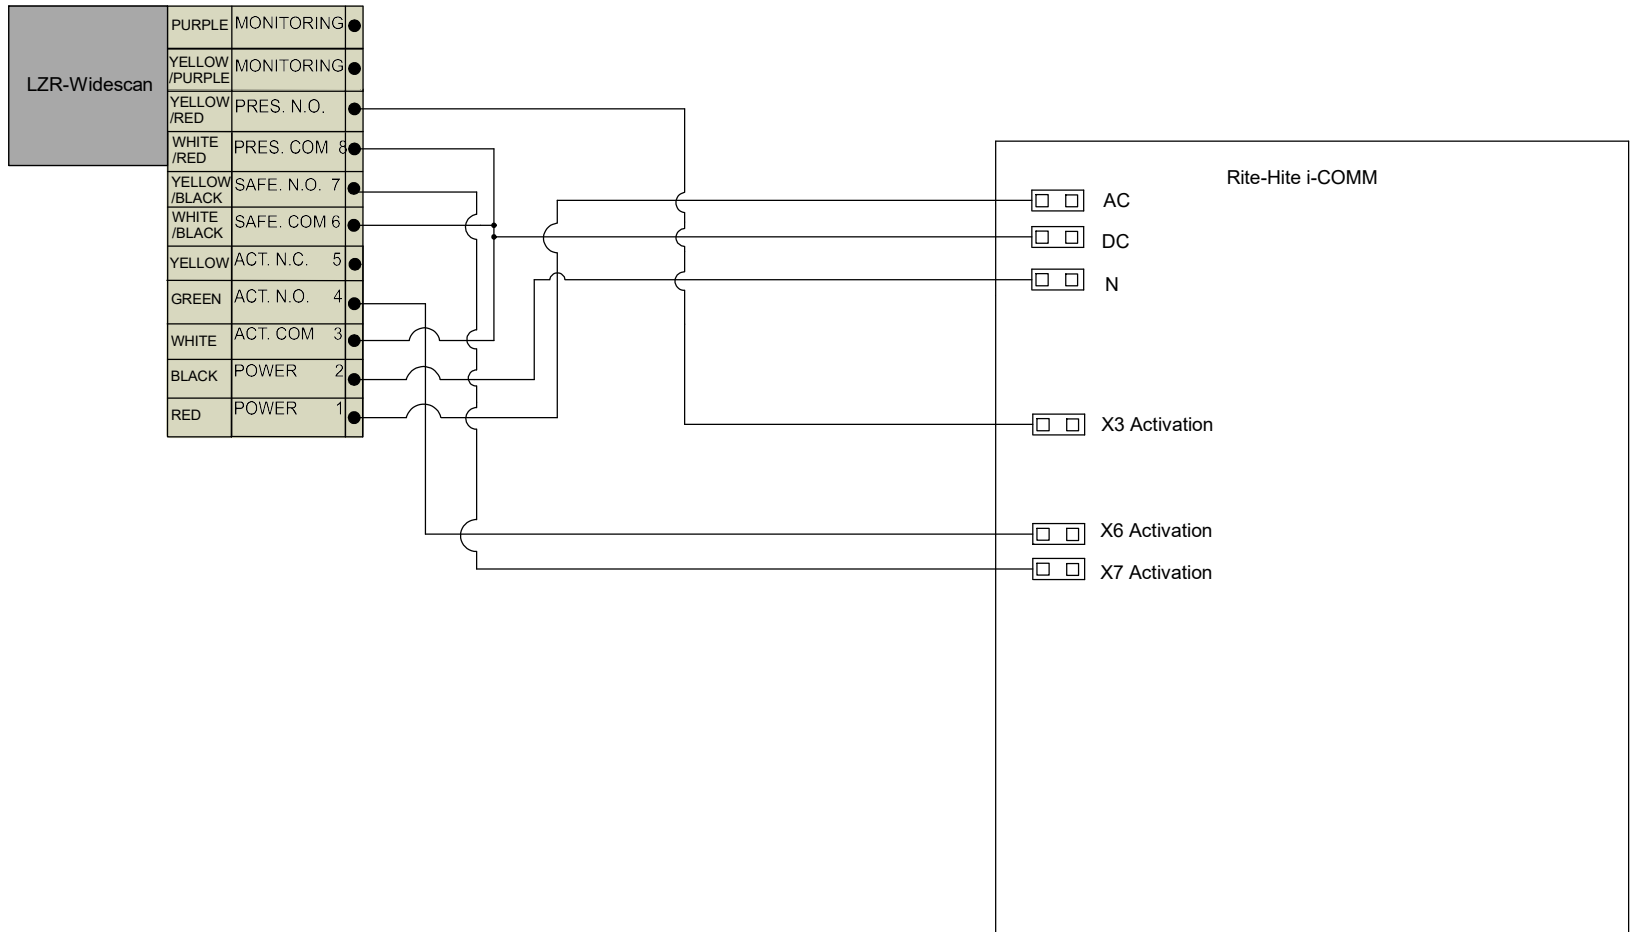 LZR-Widescan
PURPLE MONITORING
YELLOW
/PURPLE MONITORING
YELLOW
/RED PRES. N.O.
WHITE
/RED PRES. COM 8
YELLOW
/BLACK SAFE. N.O. 7
WHITE
/BLACK SAFE. COM 6
YELLOW ACT. N.C. 5
GREEN ACT. N.O. 4
WHITE ACT. COM 3
BLACK POWER 2
RED POWER 1
Rite-Hite i-COMM
AC
DC
N
X3 Activation
X6 Activation
X7 Activation